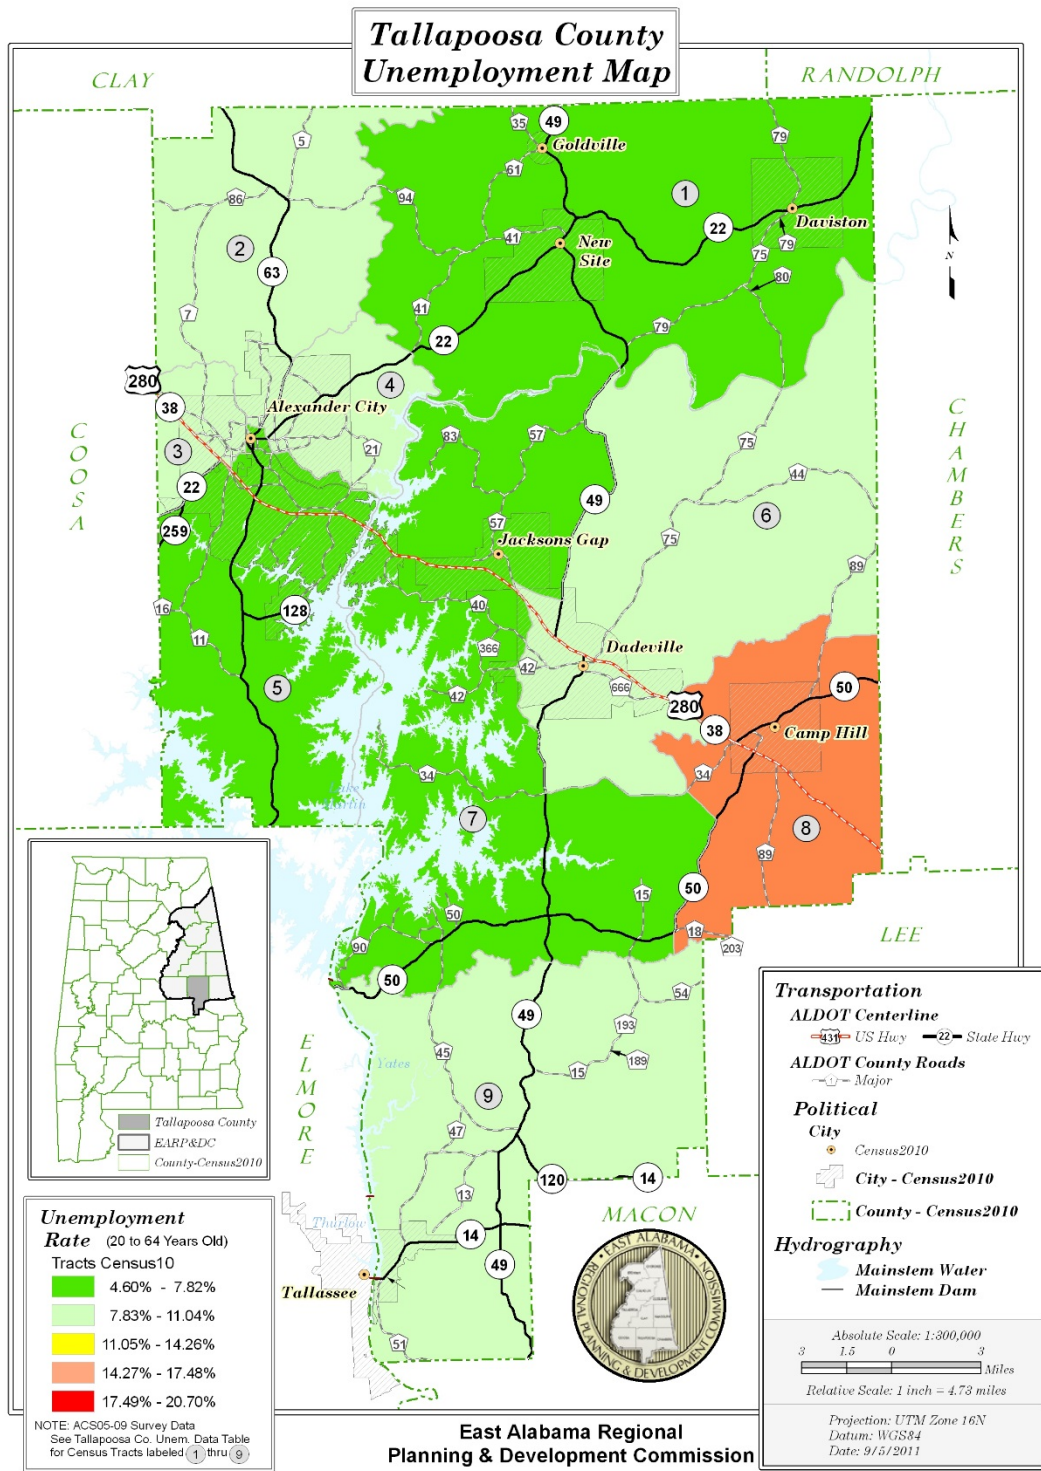 Tallapoosa County
Unemployment Map
CLAY
RANDOLPH
COOSA
CHAMBERS
LEE
ELMORE
MACON
35
49
Goldville
5
79
61
1
86
94
Daviston
22
41
New
Site
79
75
2
63
80
7
41
22
79
280
4
38
Alexander City
83
57
75
3
21
44
22
49
6
259
57
Jacksons Gap
75
89
16
128
40
11
366
Dadeville
42
5
42
666
280
50
38
Camp Hill
34
34
Lake
Martin
7
8
89
50
50
15
18
203
90
50
54
49
193
Yates
45
189
15
9
47
120
14
13
Thurlow
14
49
Tallassee
51
Tallapoosa County
EARP&DC
County-Census2010
Unemployment
Rate (20 to 64 Years Old)
Tracts Census10
4.60% - 7.82%
7.83% - 11.04%
11.05% - 14.26%
14.27% - 17.48%
17.49% - 20.70%
NOTE: ACS05-09 Survey Data
See Tallapoosa Co. Unem. Data Table
for Census Tracts labeled 1 thru 9
EAST ALABAMA
REGIONAL PLANNING & DEVELOPMENT COMMISSION
East Alabama Regional
Planning & Development Commission
Transportation
ALDOT Centerline
431 US Hwy 22 State Hwy
ALDOT County Roads
1 Major
Political
City
Census2010
City - Census2010
County - Census2010
Hydrography
Mainstem Water
Mainstem Dam
Absolute Scale: 1:300,000
3 1.5 0 3
Miles
Relative Scale: 1 inch = 4.73 miles
Projection: UTM Zone 16N
Datum: WGS84
Date: 9/5/2011
N